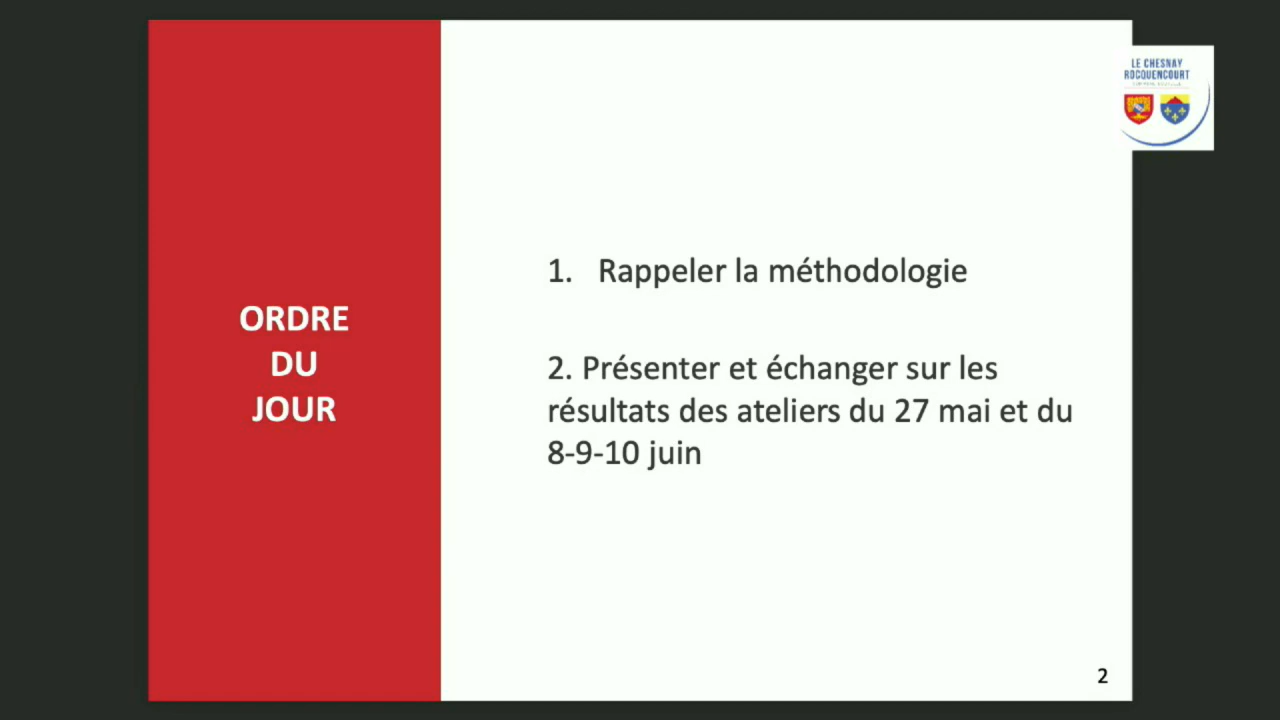 LE CHESNAY
ROCQUENCOURT
ORDRE
DU
JOUR
1. Rappeler la méthodologie
2. Présenter et échanger sur les
résultats des ateliers du 27 mai et du
8-9-10 juin
2